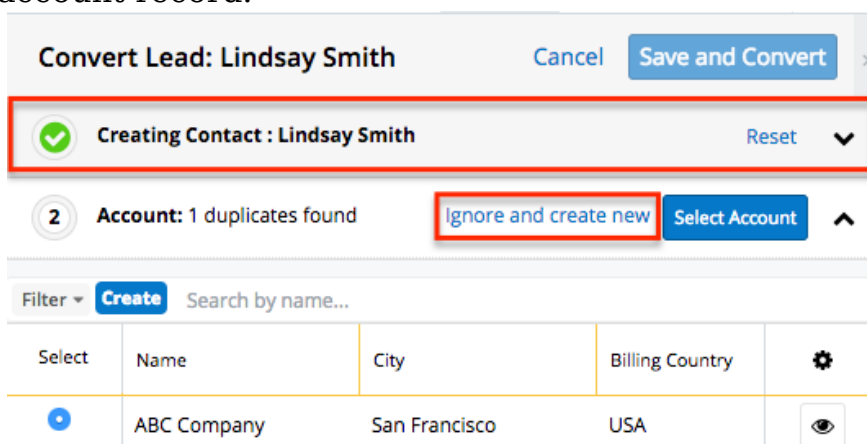 account record.
Convert Lead: Lindsay Smith Cancel Save and Convert
Creating Contact : Lindsay Smith Reset
2 Account: 1 duplicates found Ignore and create new Select Account
Filter Create Search by name...
Select Name City Billing Country
ABC Company San Francisco USA